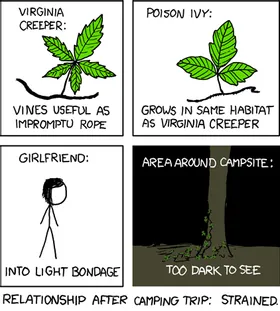 VIRGINIA
CREEPER:
VINES USEFUL AS
IMPROMPTU ROPE
POISON IVY:
GROWS IN SAME HABITAT
AS VIRGINIA CREEPER
GIRLFRIEND:
INTO LIGHT BONDAGE
AREA AROUND CAMPSITE:
TOO DARK TO SEE
RELATIONSHIP AFTER CAMPING TRIP: STRAINED.